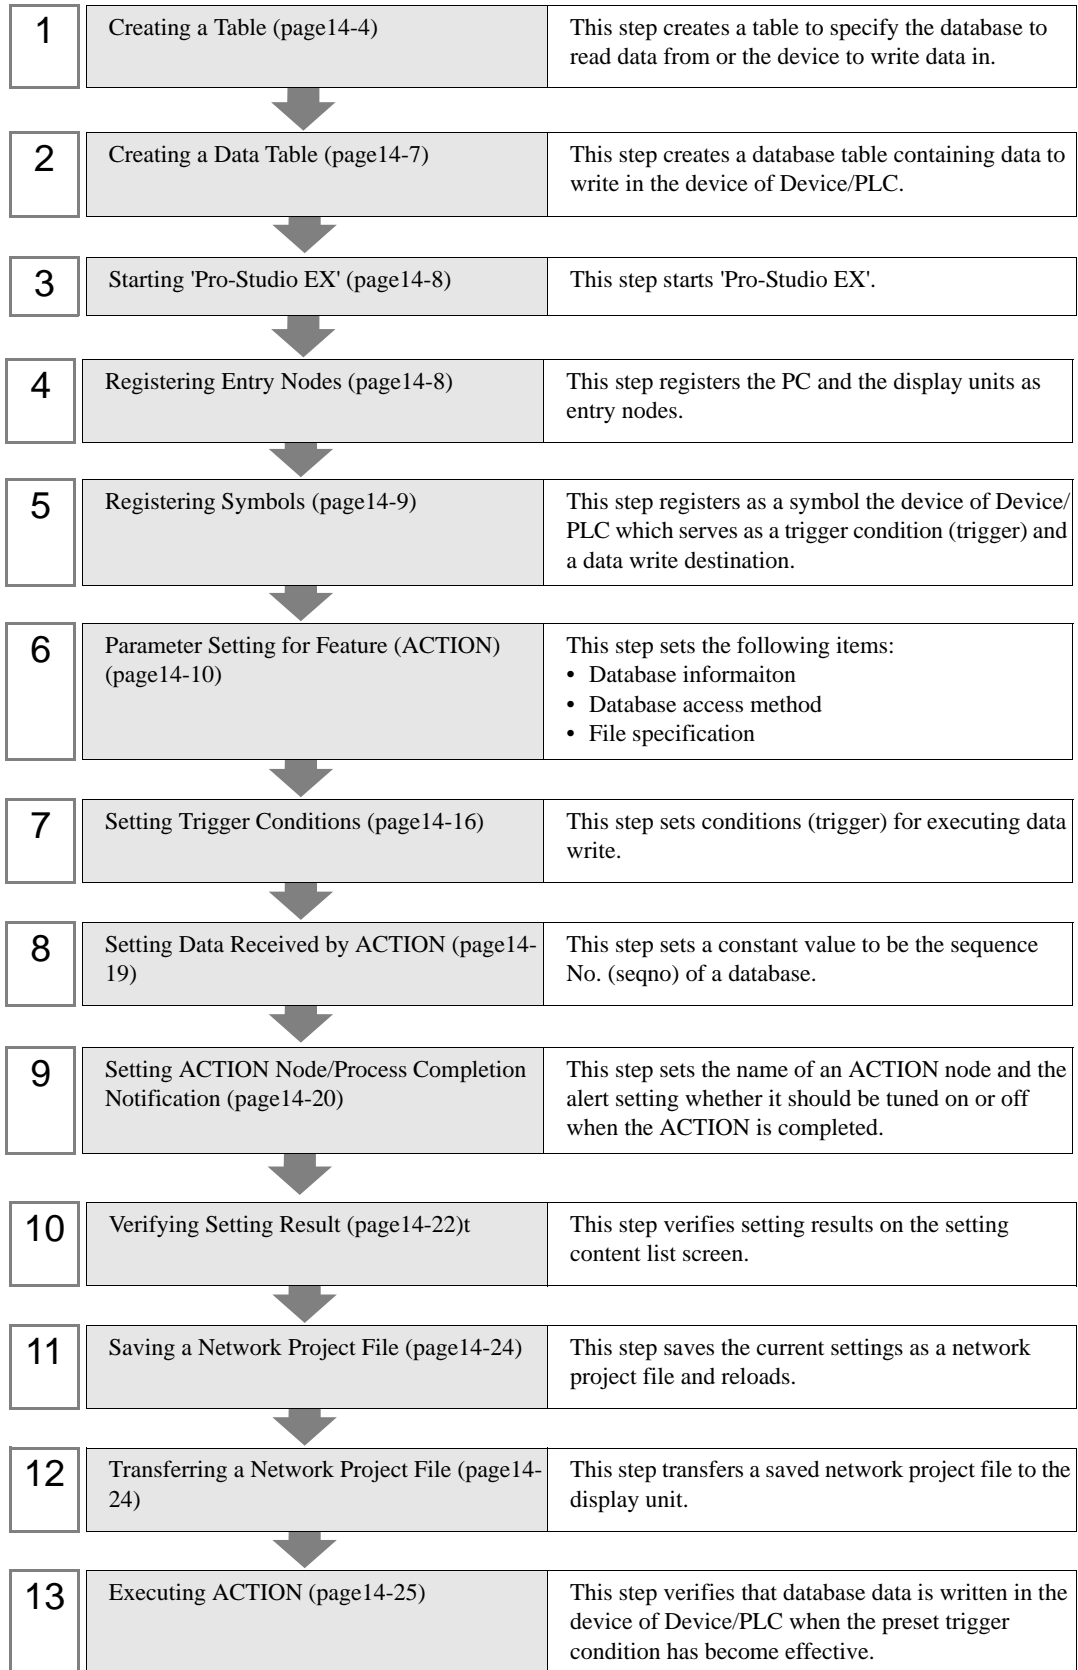 1
Creating a Table (page14-4)
This step creates a table to specify the database to
read data from or the device to write data in.
2
Creating a Data Table (page14-7)
This step creates a database table containing data to
write in the device of Device/PLC.
3
Starting 'Pro-Studio EX' (page14-8)
This step starts 'Pro-Studio EX'.
4
Registering Entry Nodes (page14-8)
This step registers the PC and the display units as
entry nodes.
5
Registering Symbols (page14-9)
This step registers as a symbol the device of Device/
PLC which serves as a trigger condition (trigger) and
a data write destination.
6
Parameter Setting for Feature (ACTION)
(page14-10)
This step sets the following items:
• Database informaiton
• Database access method
• File specification
7
Setting Trigger Conditions (page14-16)
This step sets conditions (trigger) for executing data
write.
8
Setting Data Received by ACTION (page14-
19)
This step sets a constant value to be the sequence
No. (seqno) of a database.
9
Setting ACTION Node/Process Completion
Notification (page14-20)
This step sets the name of an ACTION node and the
alert setting whether it should be tuned on or off
when the ACTION is completed.
10
Verifying Setting Result (page14-22)t
This step verifies setting results on the setting
content list screen.
11
Saving a Network Project File (page14-24)
This step saves the current settings as a network
project file and reloads.
12
Transferring a Network Project File (page14-
24)
This step transfers a saved network project file to the
display unit.
13
Executing ACTION (page14-25)
This step verifies that database data is written in the
device of Device/PLC when the preset trigger
condition has become effective.